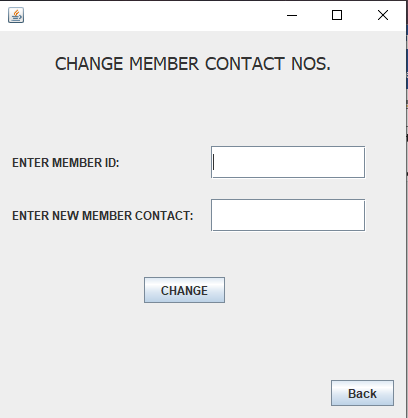 CHANGE MEMBER CONTACT NOS.
ENTER MEMBER ID:
ENTER NEW MEMBER CONTACT:
CHANGE
Back